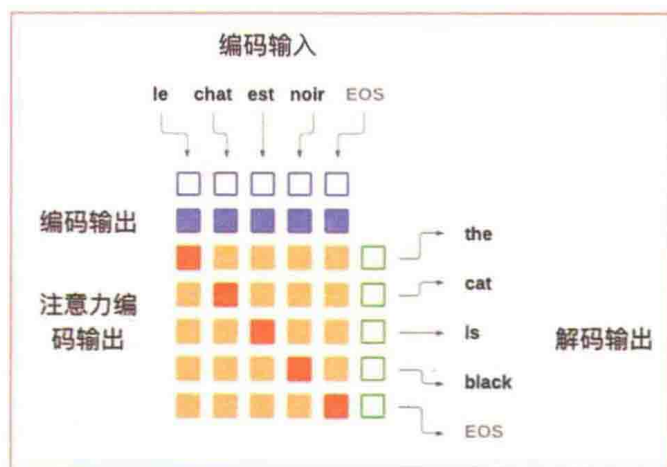 编码输入
le chat est noir EOS
编码输出
the
注意力编
码输出
cat
is
解码输出
black
EOS